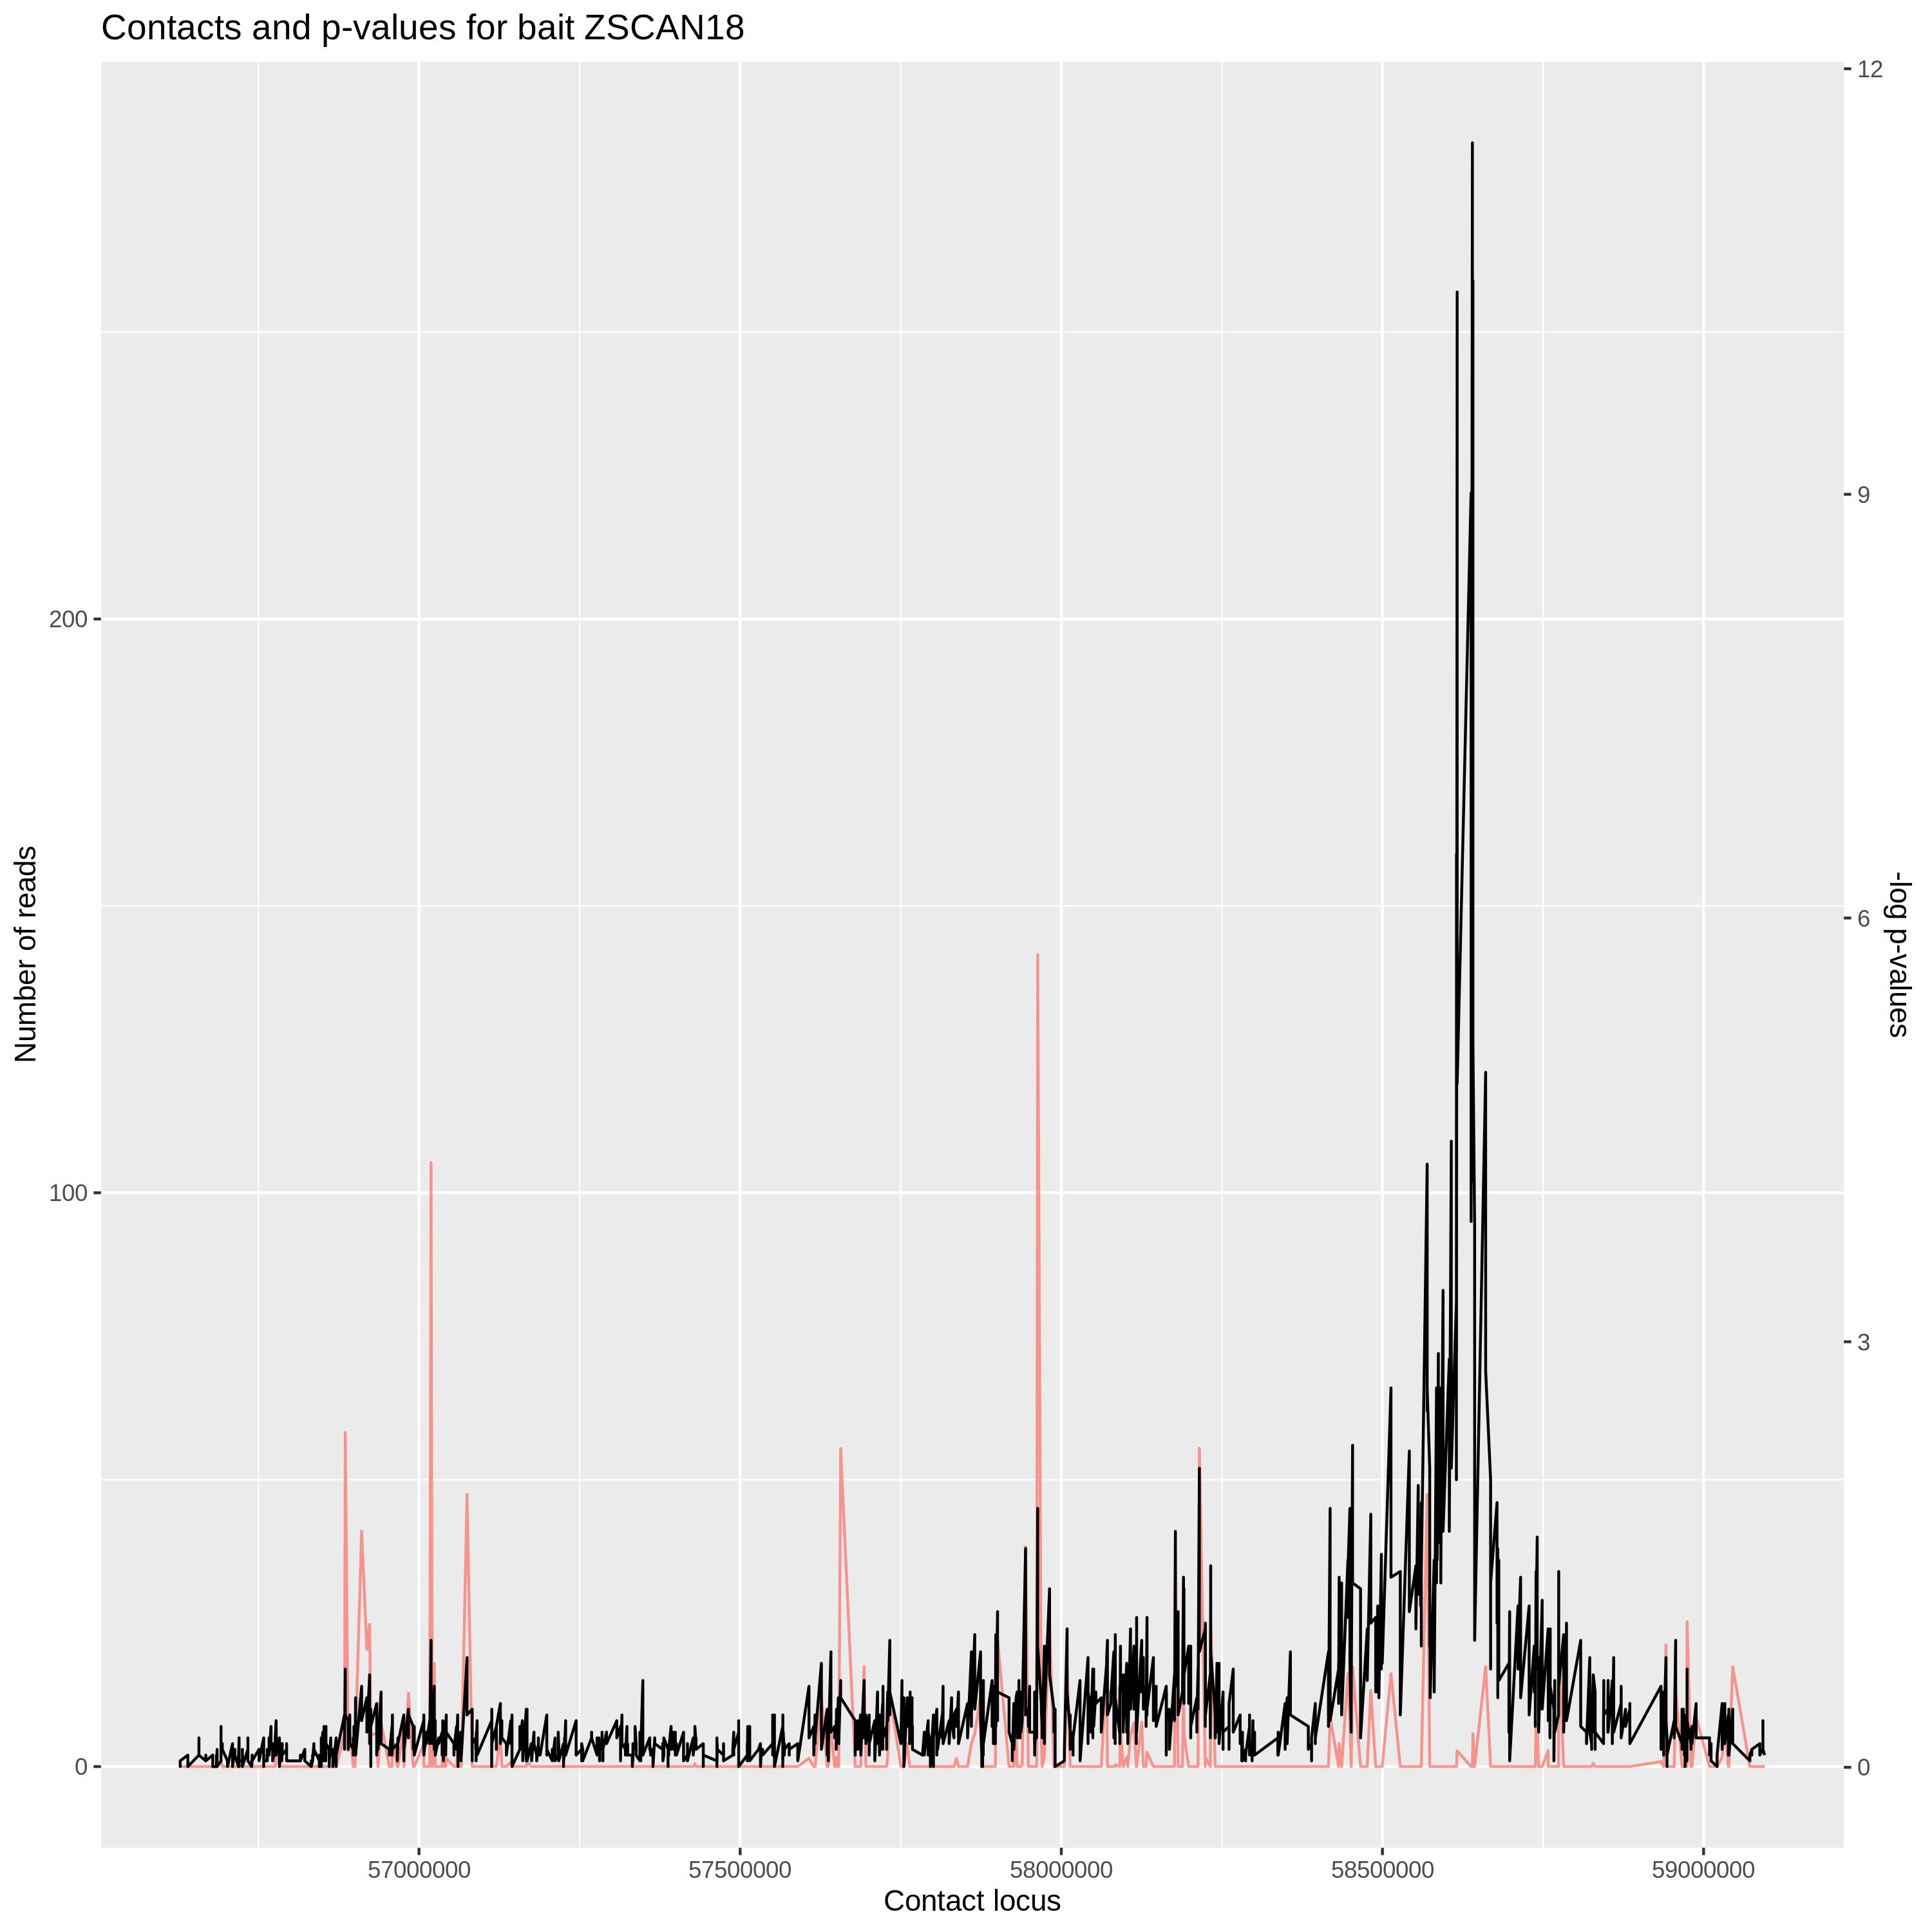 Contacts and p-values for bait ZSCAN18
Number of reads
200
100
0
12
9
6
3
0
-log p-values
57000000 57500000 58000000 58500000 59000000
Contact locus